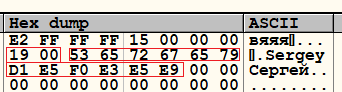 Hex dump ASCII
E2 FF FF FF 15 00 00 00 вяяя▯...
19 00 53 65 72 67 65 79 ▯.Sergey
D1 E5 F0 E3 E5 E9 00 00 Сергей..
00 00 00 00 00 00 00 00 ........